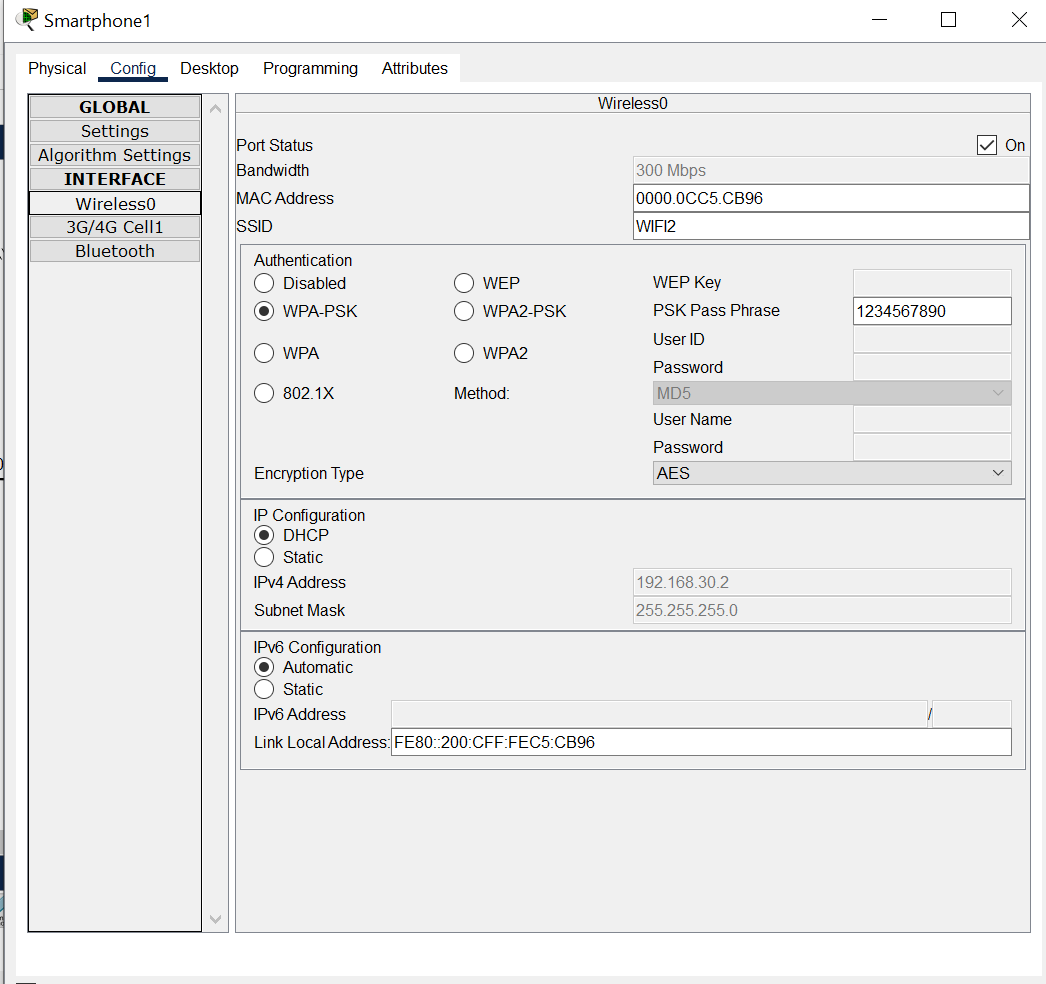 Smartphone1
Physical Config Desktop Programming Attributes
GLOBAL
Settings
Algorithm Settings
INTERFACE
Wireless0
3G/4G Cell1
Bluetooth
Wireless0
Port Status On
Bandwidth 300 Mbps
MAC Address 0000.0CC5.CB96
SSID WIFI2
Authentication
Disabled WEP WEP Key
WPA-PSK WPA2-PSK PSK Pass Phrase 1234567890
User ID
WPA WPA2 Password
802.1X Method: MD5
User Name
Password
Encryption Type AES
IP Configuration
DHCP
Static
IPv4 Address 192.168.30.2
Subnet Mask 255.255.255.0
IPv6 Configuration
Automatic
Static
IPv6 Address /
Link Local Address: FE80::200:CFF:FEC5:CB96